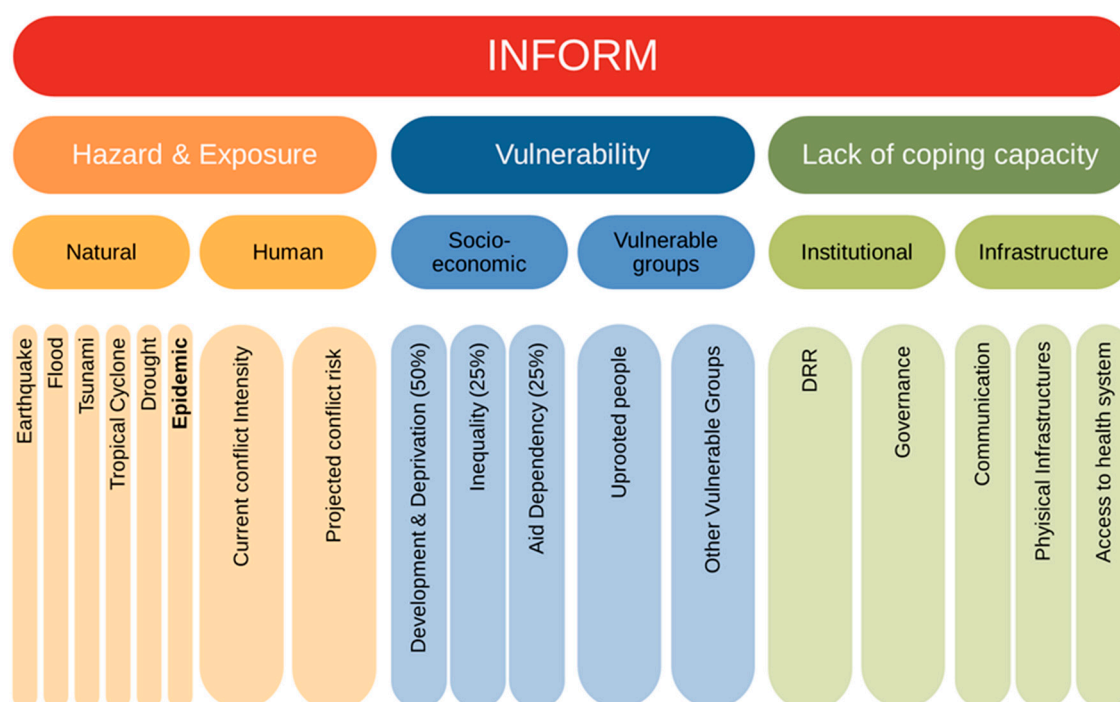 INFORM
Hazard & Exposure
Vulnerability
Lack of coping capacity
Natural
Human
Socio-
economic
Vulnerable
groups
Institutional
Infrastructure
Earthquake
Flood
Tsunami
Tropical Cyclone
Drought
Epidemic
Current conflict Intensity
Projected conflict risk
Development & Deprivation (50%)
Inequality (25%)
Aid Dependency (25%)
Uprooted people
Other Vulnerable Groups
DRR
Governance
Communication
Phyisical Infrastructures
Access to health system